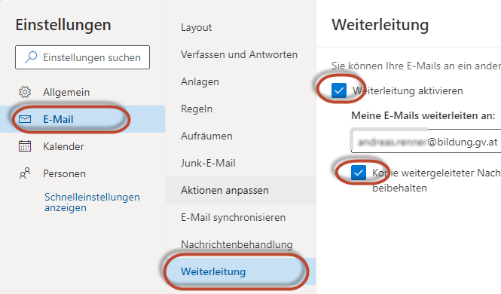 Einstellungen
Einstellungen suchen
Allgemein
E-Mail
Kalender
Personen
Schnelleinstellungen
anzeigen
Layout
Verfassen und Antworten
Anlagen
Regeln
Aufräumen
Junk-E-Mail
Aktionen anpassen
E-Mail synchronisieren
Nachrichtenbehandlung
Weiterleitung
Weiterleitung
Sie können Ihre E-Mails an ein ander
Weiterleitung aktivieren
Meine E-Mails weiterleiten an:
@bildung.gv.at
Kopie weitergeleiteter Nach
beibehalten